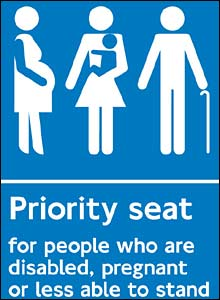 Priority seat
for people who are
disabled, pregnant
or less able to stand